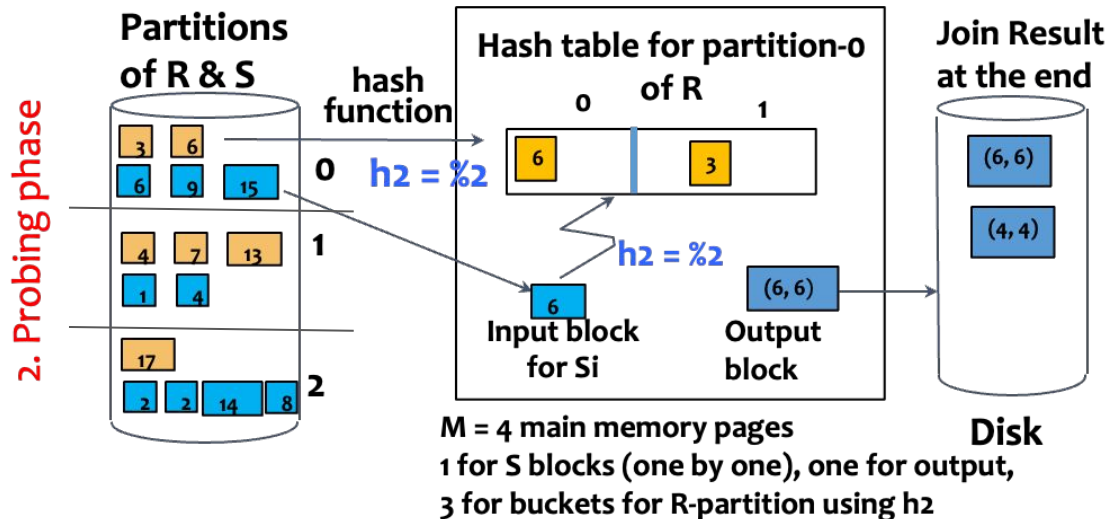 2. Probing phase
Partitions
of R & S
3 6
6 9 15
0
4 7 13
1
1 4
17
2 2 14 8
2
hash
function
h2 = %2
Hash table for partition-0
of R
0 1
6 3
h2 = %2
6
Input block
for Si
(6, 6)
Output
block
M = 4 main memory pages
1 for S blocks (one by one), one for output,
3 for buckets for R-partition using h2
Join Result
at the end
(6, 6)
(4, 4)
Disk